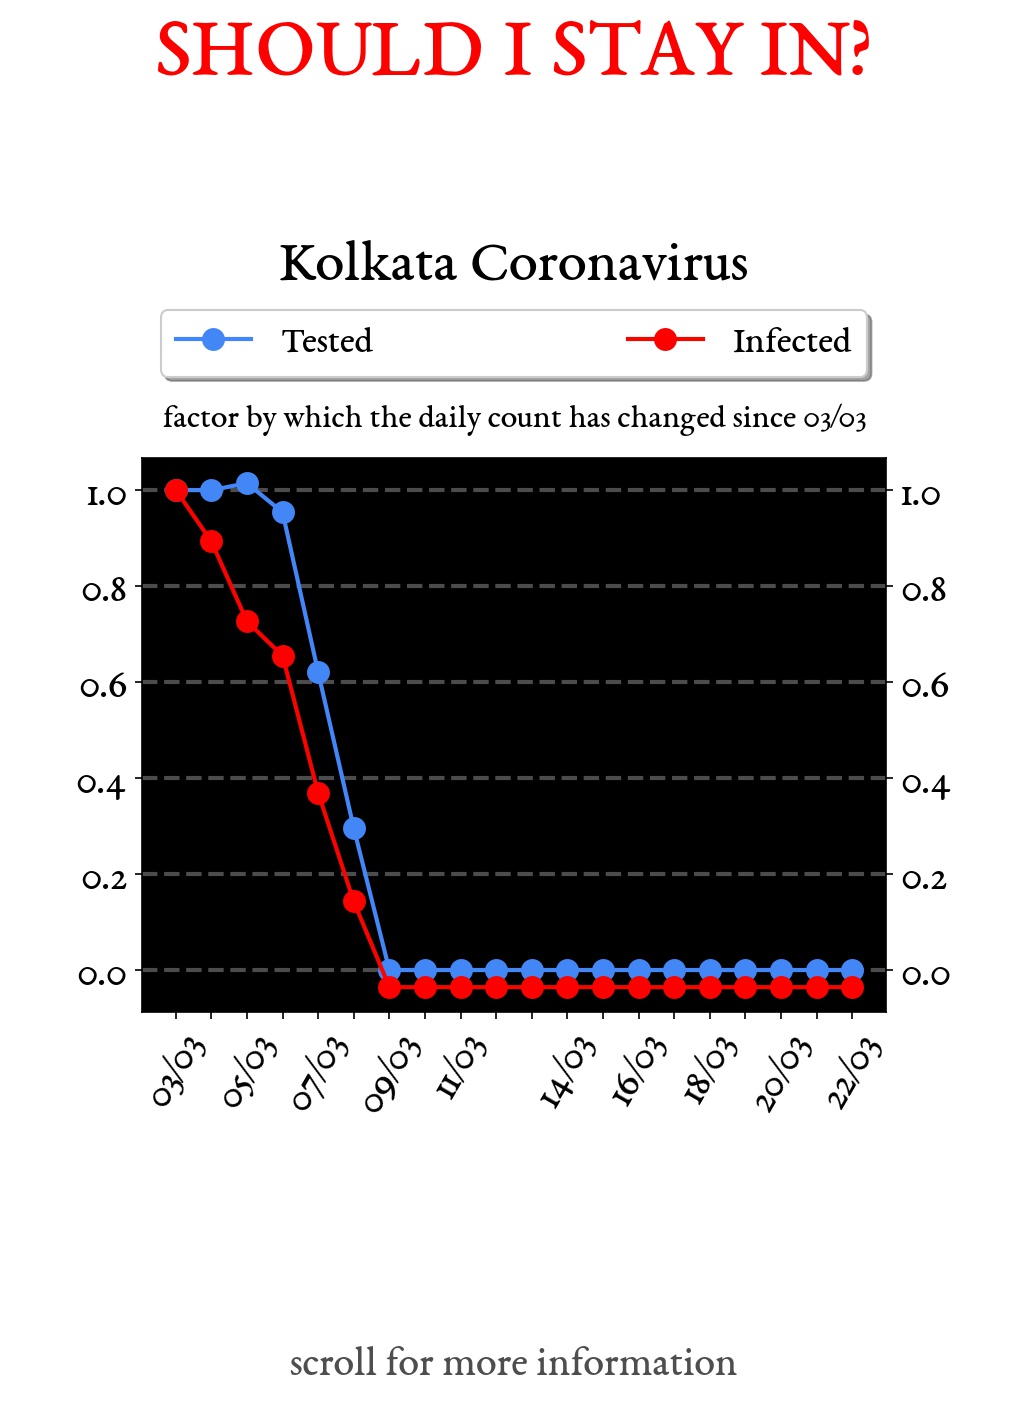 SHOULD I STAY IN?
Kolkata Coronavirus
Tested Infected
factor by which the daily count has changed since 03/03
1.0 1.0
0.8 0.8
0.6 0.6
0.4 0.4
0.2 0.2
0.0 0.0
03/03 05/03 07/03 09/03 11/03 14/03 16/03 18/03 20/03 22/03
scroll for more information